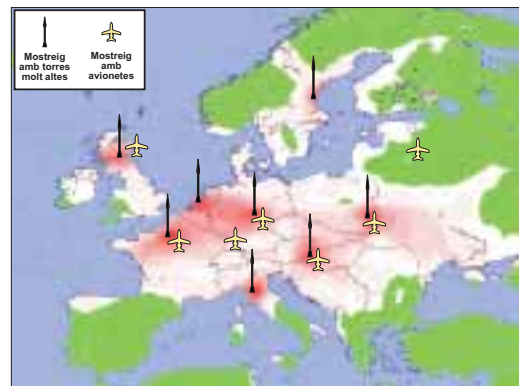 Mostreig
amb torres
molt altes
Mostreig
amb
avionetes